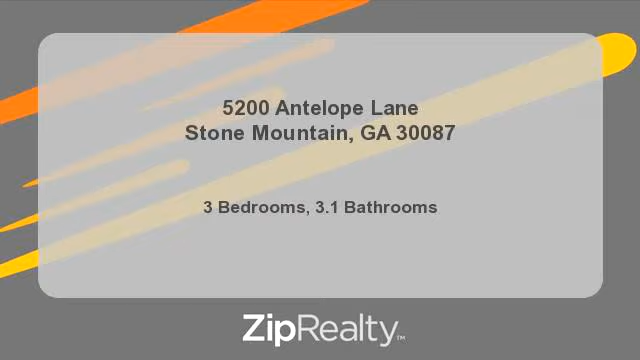 5200 Antelope Lane
Stone Mountain, GA 30087
3 Bedrooms, 3.1 Bathrooms
ZipRealty™